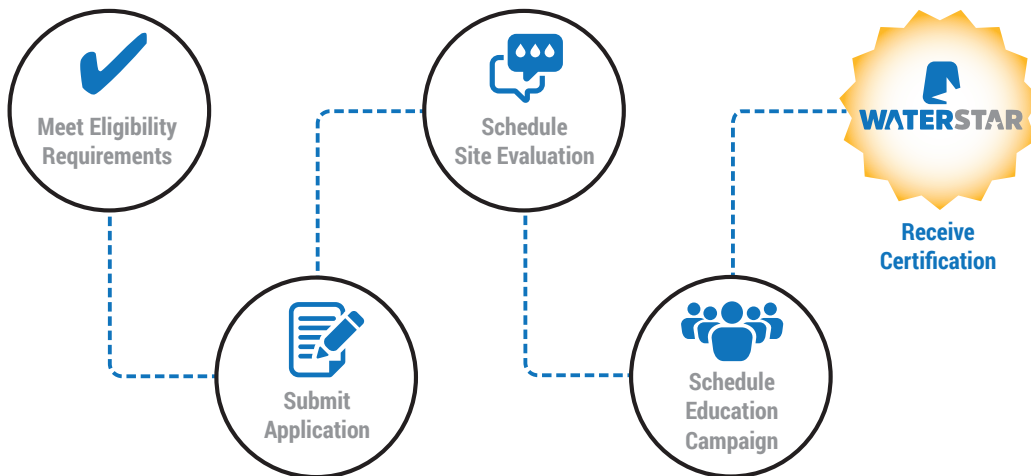 Meet Eligibility
Requirements
Submit
Application
Schedule
Site Evaluation
Schedule
Education
Campaign
WATERSTAR
Receive
Certification